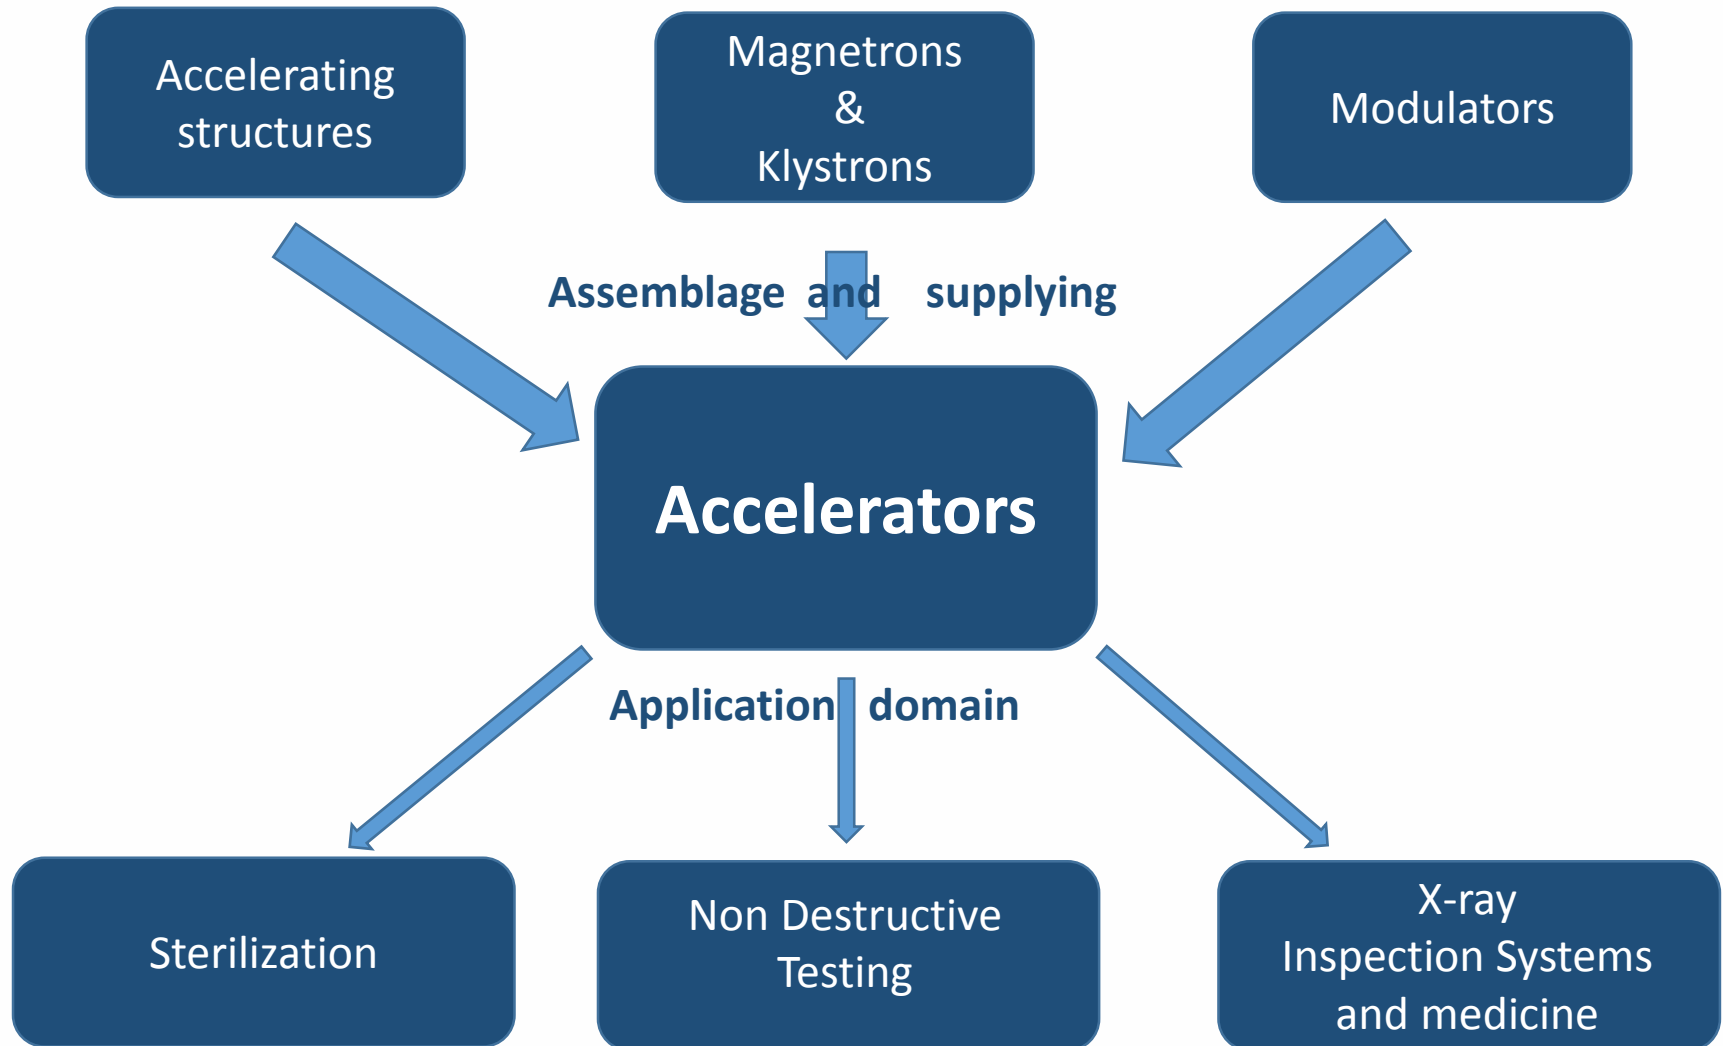 Accelerating
structures
Magnetrons
&
Klystrons
Modulators
Assemblage and supplying
Accelerators
Application domain
Sterilization
Non Destructive
Testing
X-ray
Inspection Systems
and medicine